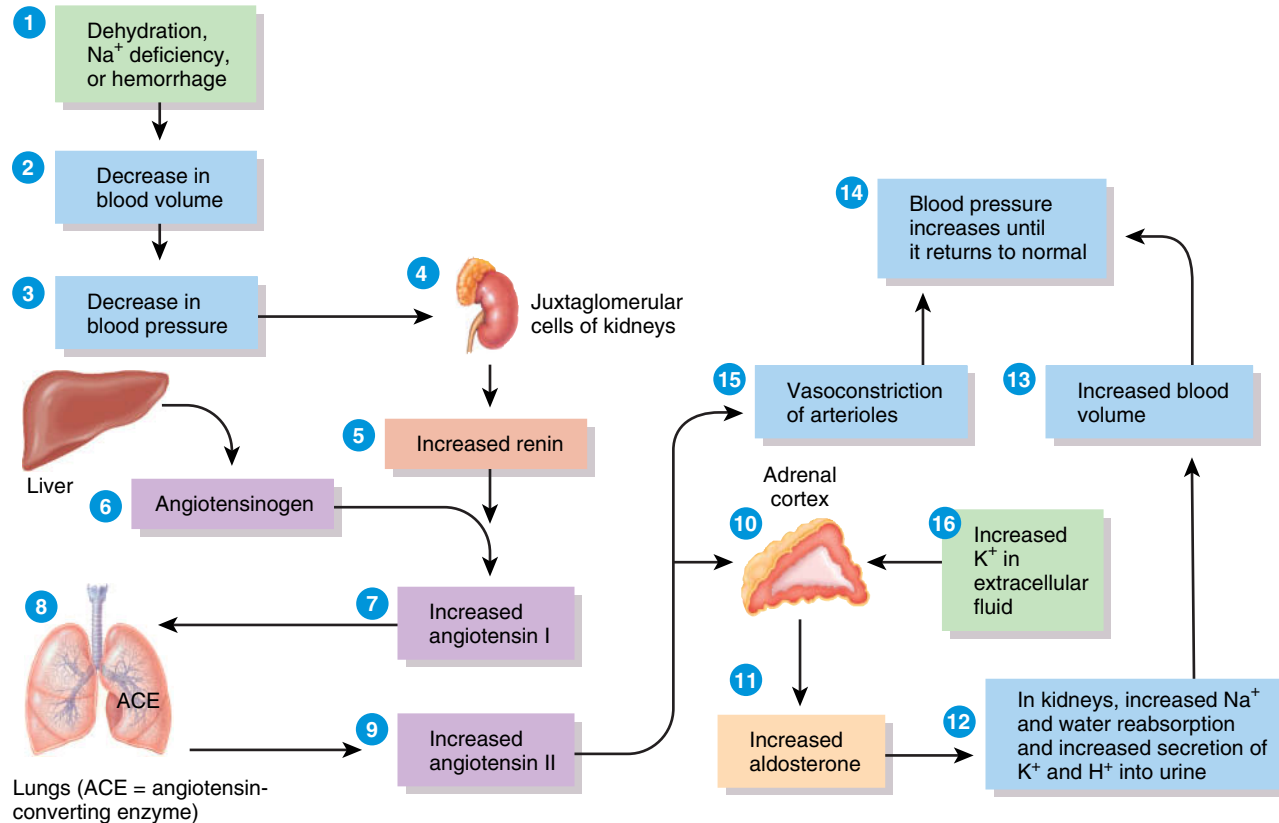 1
Dehydration,
Na+ deficiency,
or hemorrhage
2
Decrease in
blood volume
3
Decrease in
blood pressure
4
Juxtaglomerular
cells of kidneys
5
Increased renin
Liver
6
Angiotensinogen
7
Increased
angiotensin I
8
ACE
Lungs (ACE = angiotensin-
converting enzyme)
9
Increased
angiotensin II
10
Adrenal
cortex
11
Increased
aldosterone
12
In kidneys, increased Na+
and water reabsorption
and increased secretion of
K+ and H+ into urine
13
Increased blood
volume
14
Blood pressure
increases until
it returns to normal
15
Vasoconstriction
of arterioles
16
Increased
K+ in
extracellular
fluid